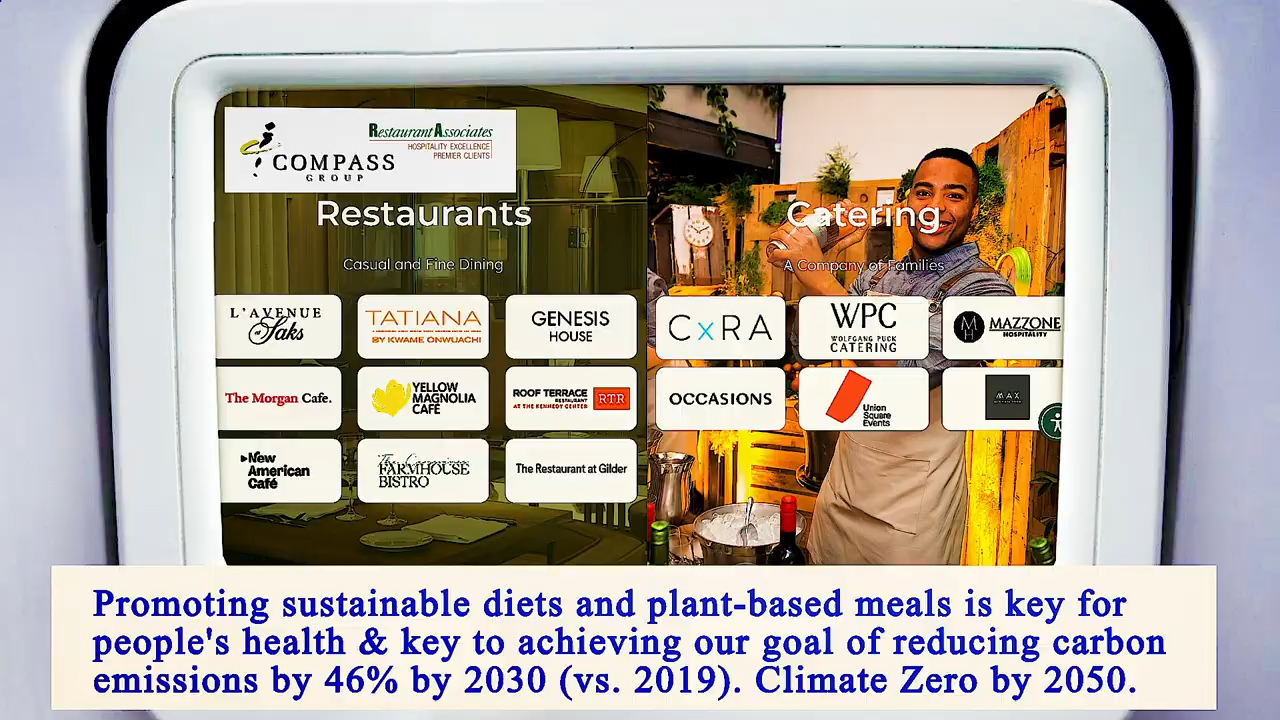 COMPASS
GROUP
Restaurant Associates
HOSPITALITY EXCELLENCE
PREMIER CLIENTS
Restaurants
Casual and Fine Dining
L'AVENUE
at
Saks
TATIANA
BY KWAME ONWUACHI
GENESIS
HOUSE
The Morgan Cafe.
YELLOW
MAGNOLIA
CAFÉ
ROOF TERRACE
RESTAURANT
AT THE KENNEDY CENTER
RTR
New
American
Café
FARMHOUSE
BISTRO
The Restaurant at Gilder
Catering
A Company of Families
CxRA
WPC
WOLFGANG PUCK
CATERING
MH
MAZZONE
HOSPITALITY
OCCASIONS
Union
Square
Events
MAX
Promoting sustainable diets and plant-based meals is key for
people's health & key to achieving our goal of reducing carbon
emissions by 46% by 2030 (vs. 2019). Climate Zero by 2050.